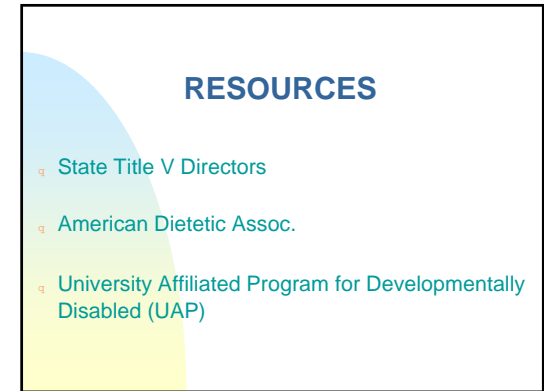 RESOURCES
q State Title V Directors
q American Dietetic Assoc.
q University Affiliated Program for Developmentally
Disabled (UAP)